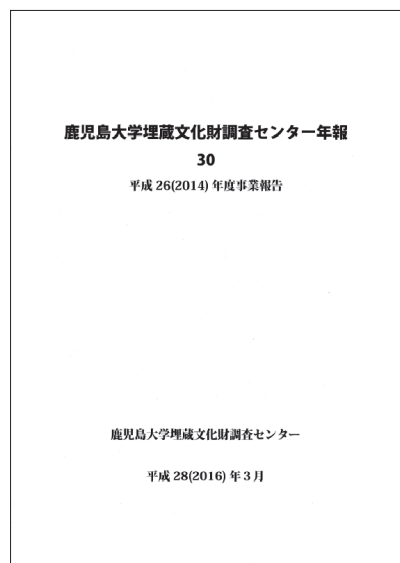 鹿児島大学埋蔵文化財調査センター年報
30
平成 26(2014) 年度事業報告
鹿児島大学埋蔵文化財調査センター
平成 28(2016) 年 3 月